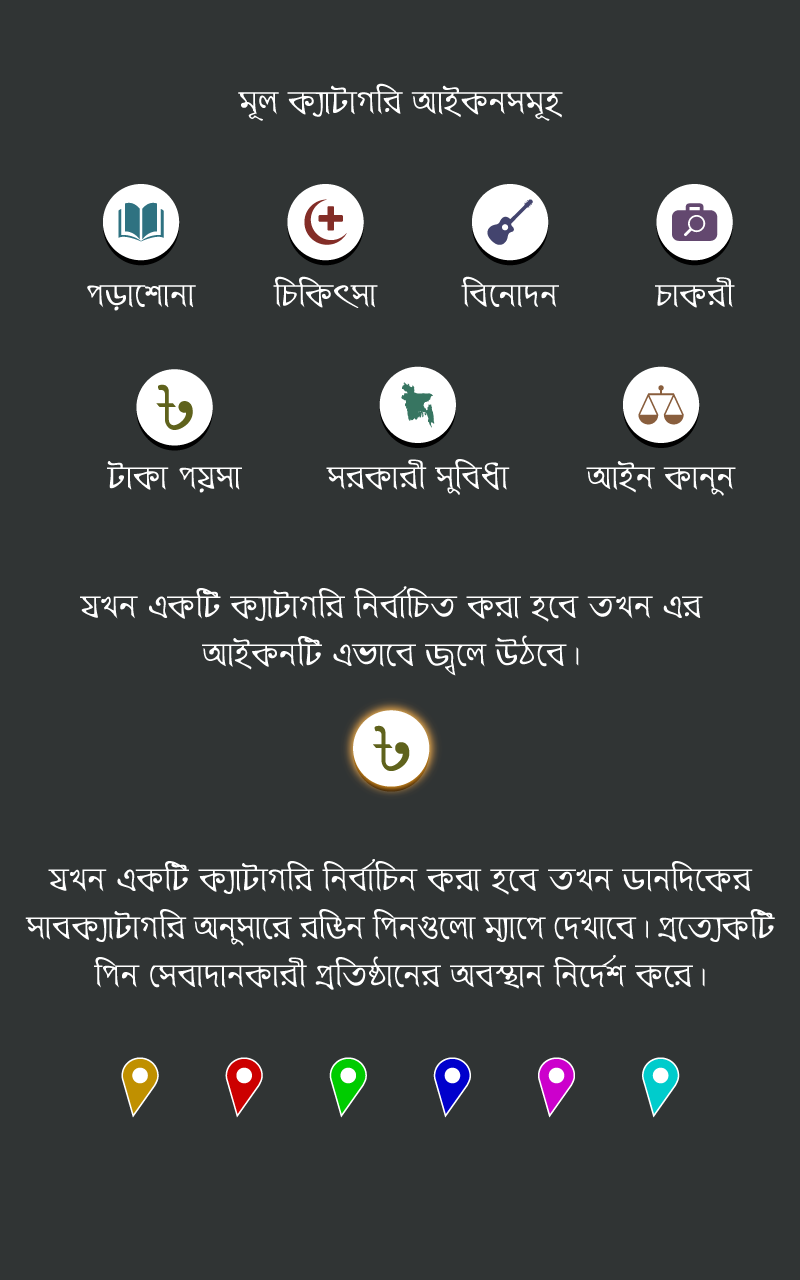 মূল ক্যাটাগরি আইকনসমূহ
পড়াশোনা চিকিৎসা বিনোদন চাকরী
টাকা পয়সা সরকারী সুবিধা আইন কানুন
যখন একটি ক্যাটাগরি নির্বাচিত করা হবে তখন এর
আইকনটি এভাবে জ্বলে উঠবে।
৳
যখন একটি ক্যাটাগরি নির্বাচিন করা হবে তখন ডানদিকের
সাবক্যাটাগরি অনুসারে রঙিন পিনগুলো ম্যাপে দেখাবে। প্রত্যেকটি
পিন সেবাদানকারী প্রতিষ্ঠানের অবস্থান নির্দেশ করে।